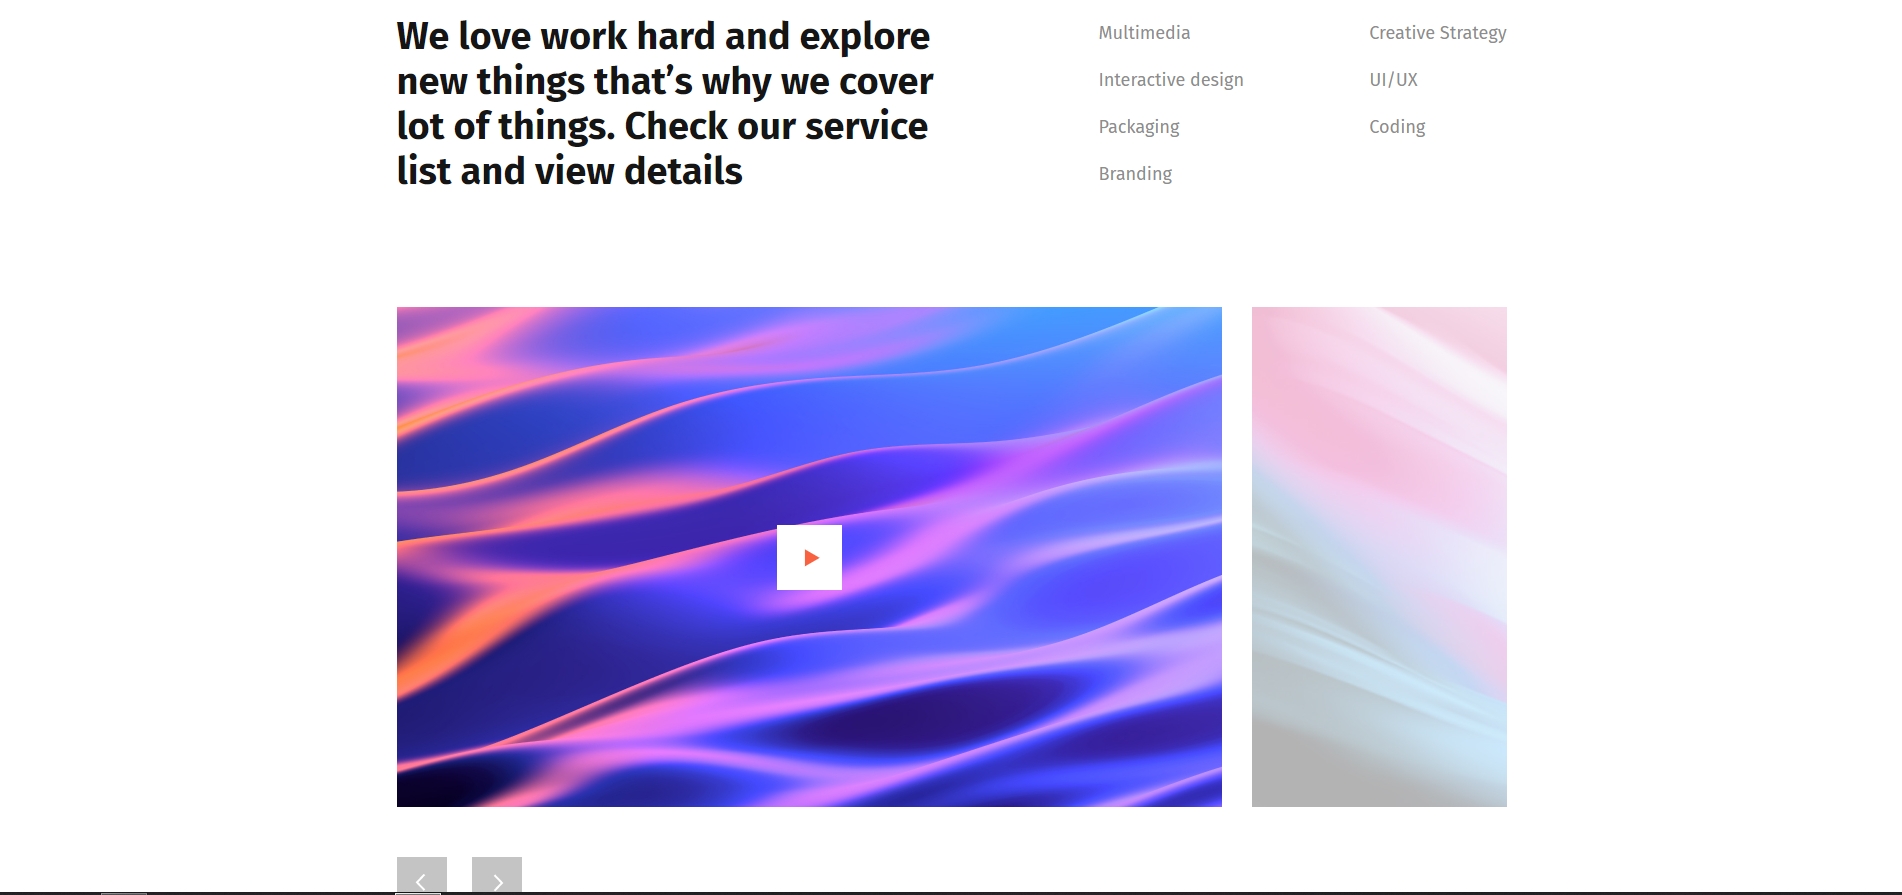 We love work hard and explore
new things that’s why we cover
lot of things. Check our service
list and view details
Multimedia
Interactive design
Packaging
Branding
Creative Strategy
UI/UX
Coding